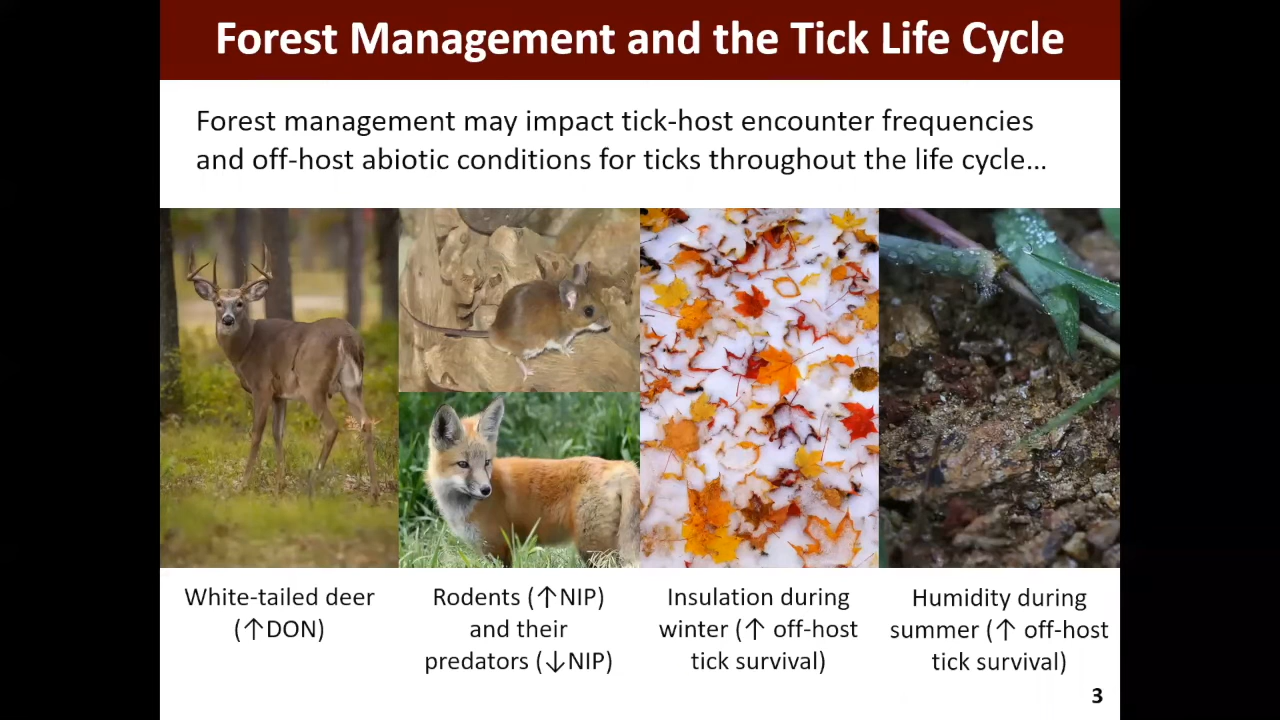 Forest Management and the Tick Life Cycle
Forest management may impact tick-host encounter frequencies
and off-host abiotic conditions for ticks throughout the life cycle…
White-tailed deer
(↑DON)
Rodents (↑NIP)
and their
predators (↓NIP)
Insulation during
winter (↑ off-host
tick survival)
Humidity during
summer (↑ off-host
tick survival)
3